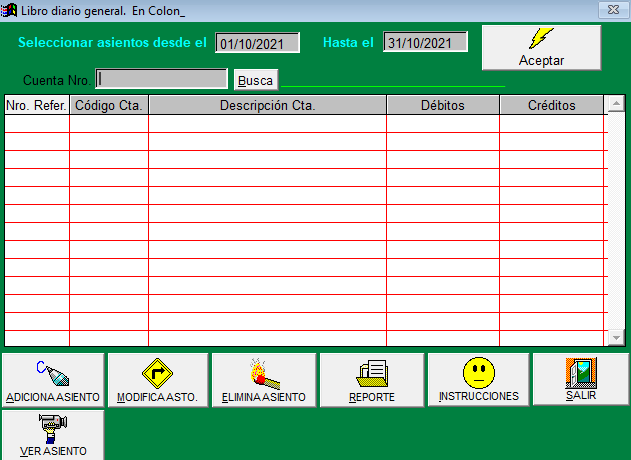 Libro diario general.  En Colon_
Seleccionar asientos desde el 01/10/2021 Hasta el 31/10/2021
Aceptar
Cuenta Nro. Busca
Nro. Refer. Código Cta. Descripción Cta. Débitos Créditos
ADICIONA ASIENTO MODIFICA ASTO. ELIMINA ASIENTO REPORTE INSTRUCCIONES SALIR
VER ASIENTO